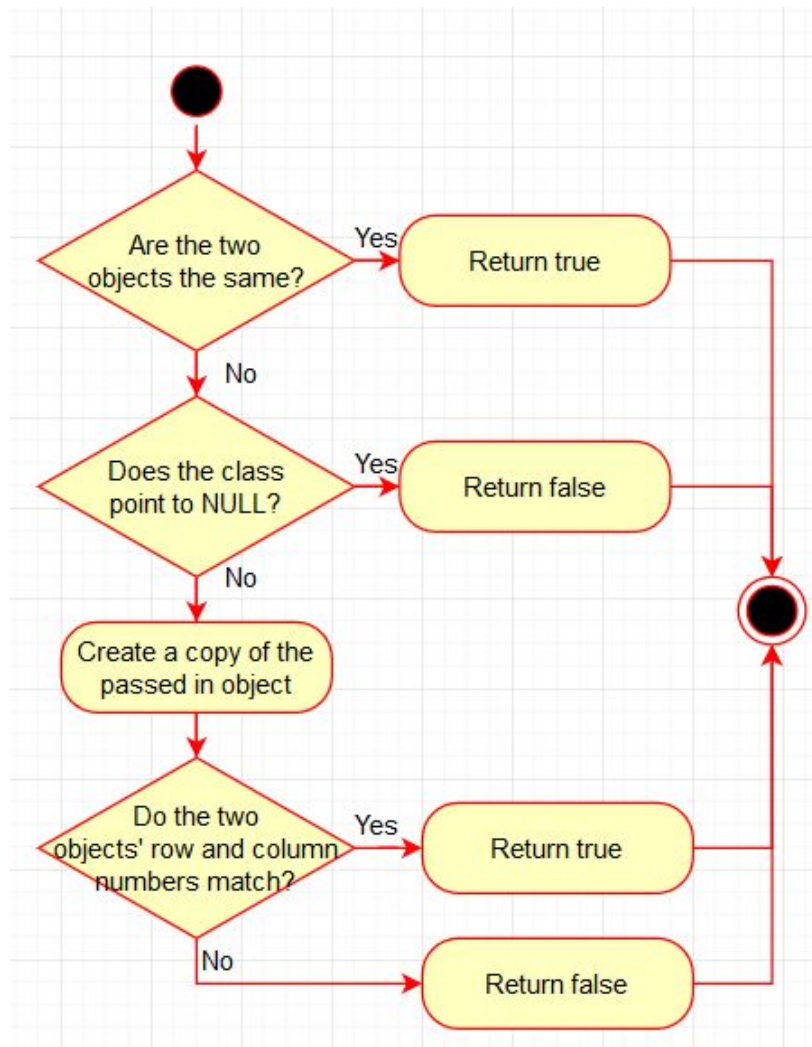 Are the two
objects the same?
Yes
Return true
No
Does the class
point to NULL?
Yes
Return false
No
Create a copy of the
passed in object
Do the two
objects' row and column
numbers match?
Yes
Return true
No
Return false